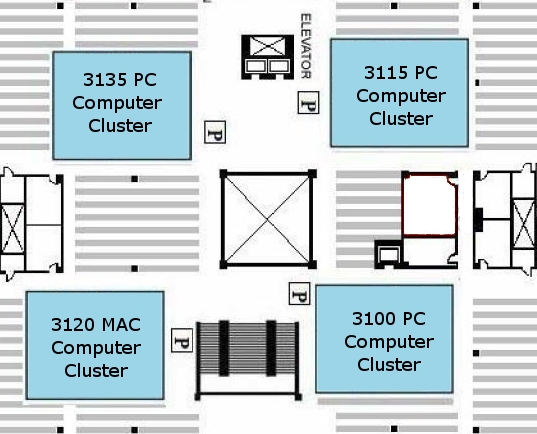 ELEVATOR
3135 PC
Computer
Cluster
3115 PC
Computer
Cluster
P
P
3120 MAC
Computer
Cluster
P
P
3100 PC
Computer
Cluster